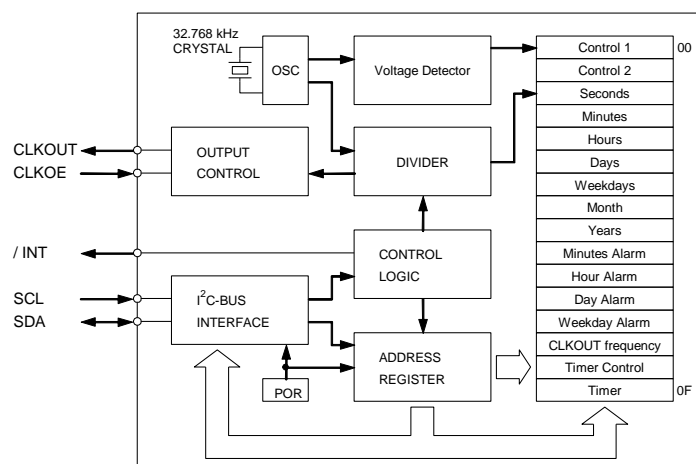 32.768 kHz
CRYSTAL
OSC
Voltage Detector
CLKOUT
CLKOE
OUTPUT
CONTROL
DIVIDER
/ INT
CONTROL
LOGIC
SCL
SDA
I²C-BUS
INTERFACE
ADDRESS
REGISTER
POR
Control 1 00
Control 2
Seconds
Minutes
Hours
Days
Weekdays
Month
Years
Minutes Alarm
Hour Alarm
Day Alarm
Weekday Alarm
CLKOUT frequency
Timer Control
Timer 0F